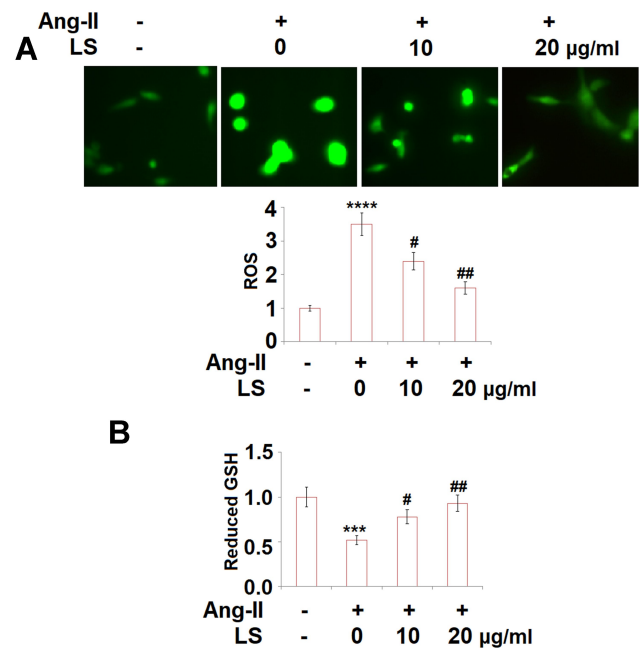 Ang-II - + + +
A LS - 0 10 20 µg/ml
4
3
2
1
0
ROS
****
#
##
Ang-II - + + +
LS - 0 10 20 µg/ml
B
1.5
1.0
0.5
0.0
Reduced GSH
***
#
##
Ang-II - + + +
LS - 0 10 20 µg/ml